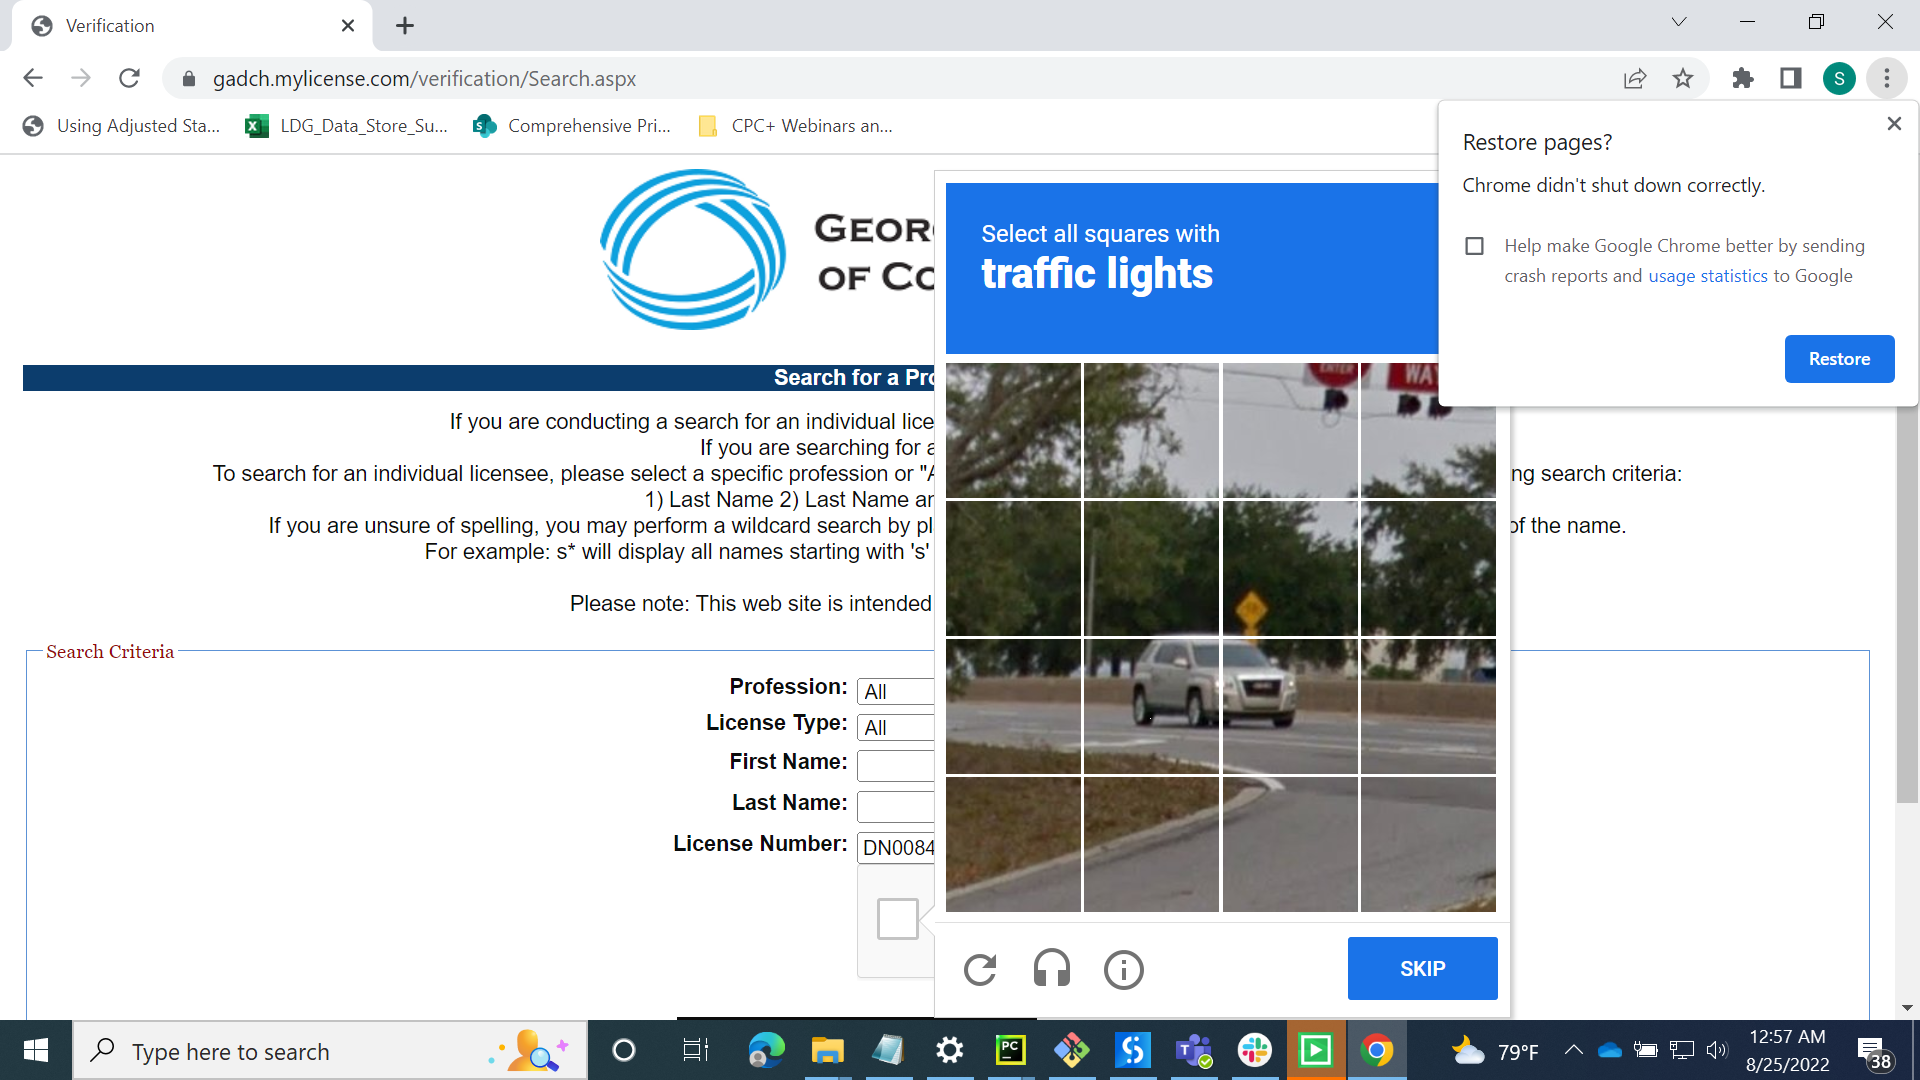 Verification
gadch.mylicense.com/verification/Search.aspx
S
Using Adjusted Sta...
LDG_Data_Store_Su...
Comprehensive Pri...
CPC+ Webinars an...
Restore pages?
Chrome didn't shut down correctly.
Help make Google Chrome better by sending
crash reports and usage statistics to Google
Restore
GEOR
OF CO
Select all squares with
traffic lights
ENTER
WA
Search for a Pro
If you are conducting a search for an individual lice
If you are searching for a
To search for an individual licensee, please select a specific profession or "A
ng search criteria:
1) Last Name 2) Last Name an
If you are unsure of spelling, you may perform a wildcard search by pl
of the name.
For example: s* will display all names starting with 's'
Please note: This web site is intended
Search Criteria
Profession:
All
License Type:
All
First Name:
Last Name:
License Number:
DN0084
SKIP
Type here to search
PC
79°F
12:57 AM
8/25/2022
38